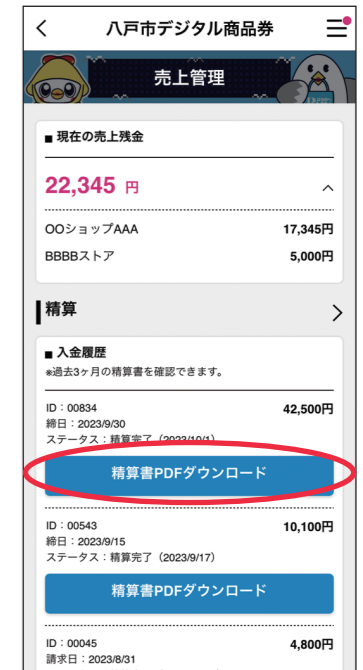 八戸市デジタル商品券
売上管理
■ 現在の売上残金
22,345 円
OOショップAAA 17,345円
BBBBストア 5,000円
精算
■ 入金履歴
※過去3ヶ月の精算書を確認できます。
ID：00834 42,500円
締日：2023/9/30
ステータス：精算完了（2023/10/1）
精算書PDFダウンロード
ID：00543 10,100円
締日：2023/9/15
ステータス：精算完了（2023/9/17）
精算書PDFダウンロード
ID：00045 4,800円
請求日：2023/8/31